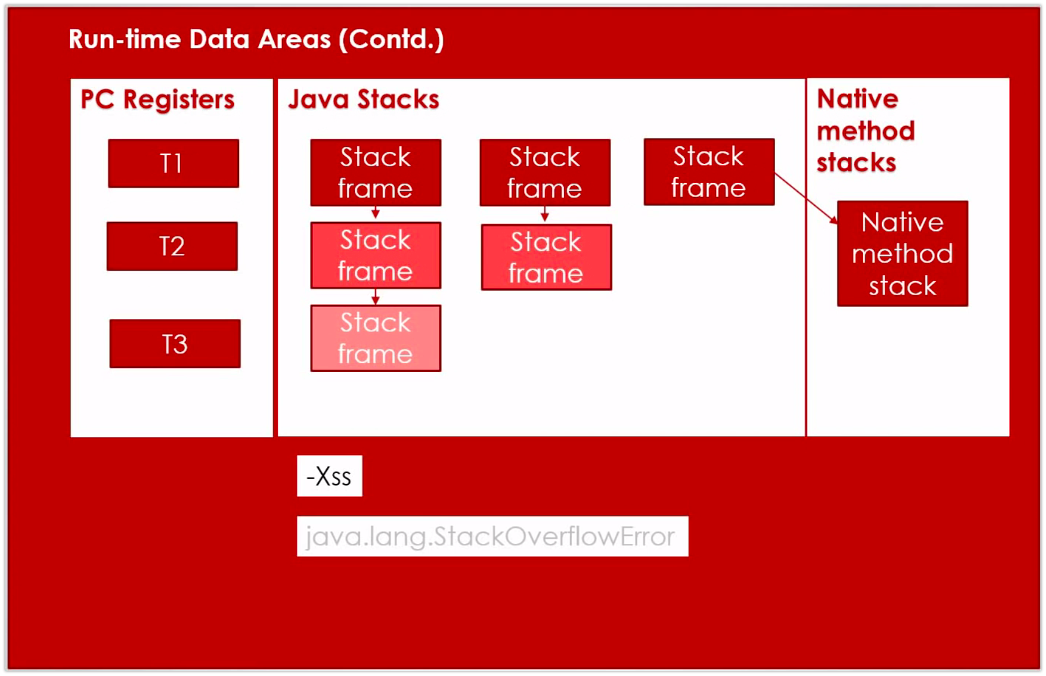 Run-time Data Areas (Contd.)
PC Registers
T1
T2
T3
Java Stacks
Stack
frame
Stack
frame
Stack
frame
Stack
frame
Stack
frame
Stack
frame
Native
method
stacks
Native
method
stack
-Xss
java.lang.StackOverflowError